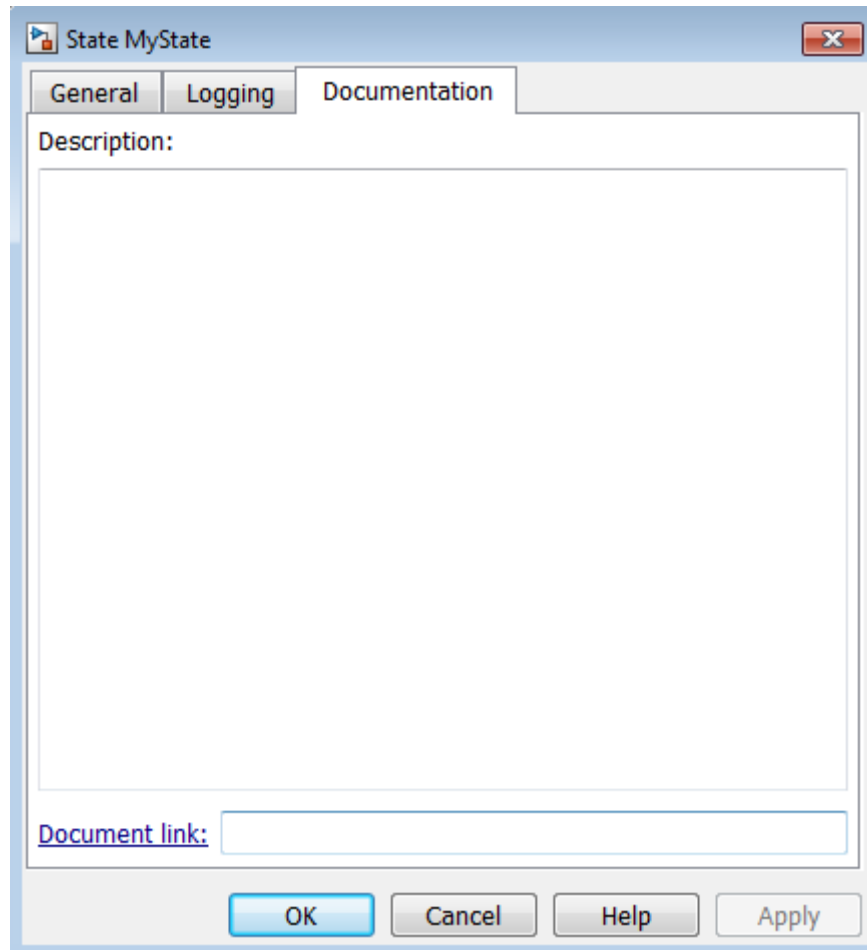 State MyState
General Logging Documentation
Description:
Document link:
OK Cancel Help Apply